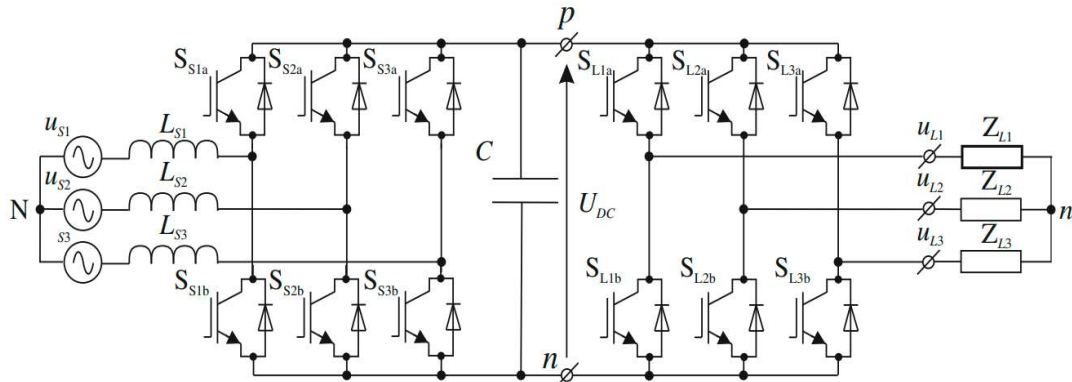 p
S_S1a S_S2a S_S3a S_L1a S_L2a S_L3a
u_S1 L_S1 u_L1 Z_L1
C
u_S2 L_S2 u_L2 Z_L2
N U_DC n
S3 L_S3 u_L3 Z_L3
S_S1b S_S2b S_S3b S_L1b S_L2b S_L3b
n